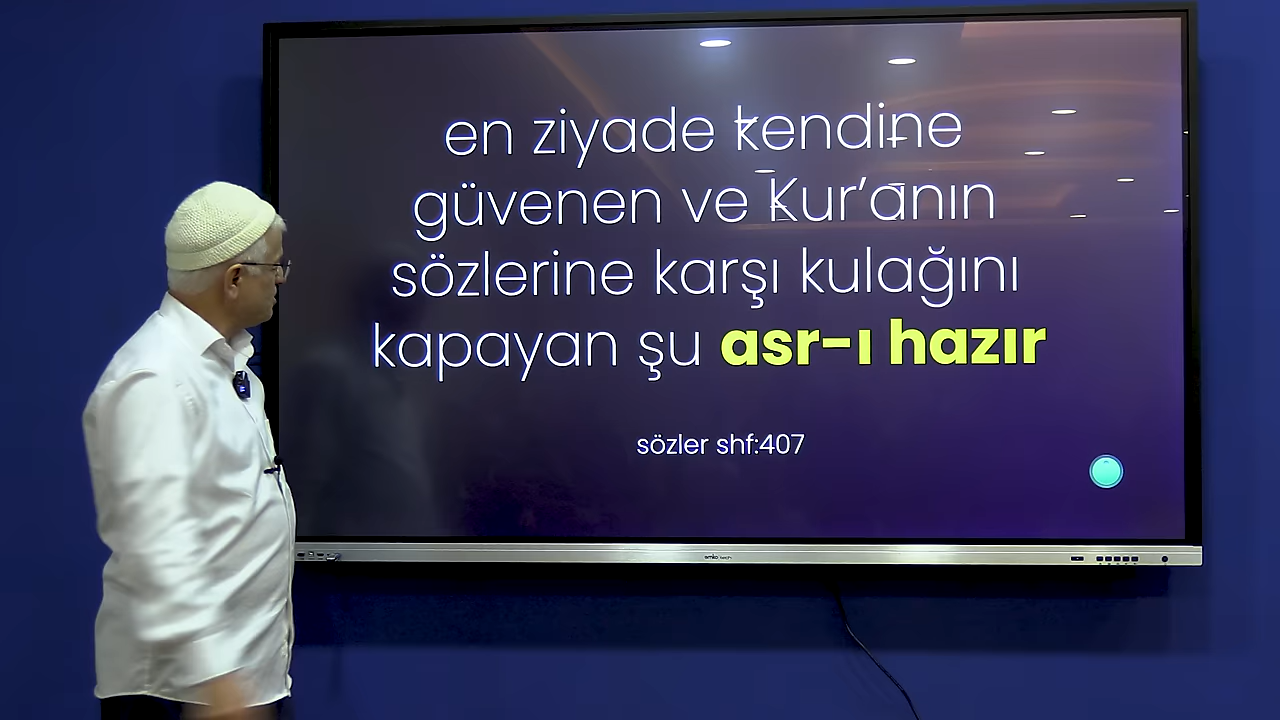 en ziyade kendine
güvenen ve Kur’anın
sözlerine karşı kulağını
kapayan şu asr-ı hazır
sözler shf:407